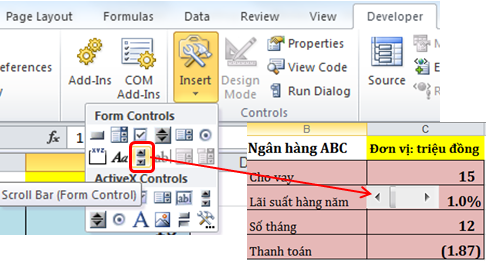 Page Layout Formulas Data Review View Developer
eferences
Add-Ins
COM Add-Ins
Insert
Design Mode
Properties
View Code
Run Dialog
Source
Controls
Form Controls
Aa
ab|
ActiveX Controls
Scroll Bar (Form Control)
fx 1
B C
Ngân hàng ABC Đơn vị: triệu đồng
Cho vay 15
Lãi suất hàng năm 1.0%
Số tháng 12
Thanh toán (1.87)